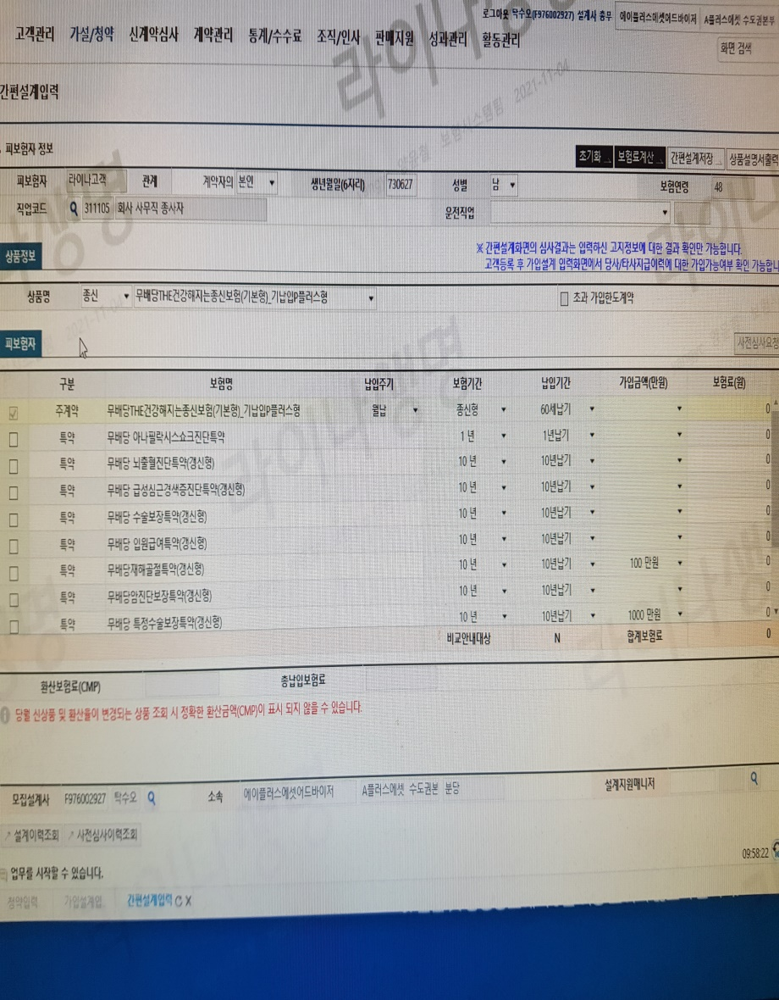 로그아웃 탁수오(F976002927) 설계사 총무 에이플러스에셋어드바이저 A플러스에셋 수도권본부
고객관리 가설/청약 신계약심사 계약관리 통계/수수료 조직/인사 판매지원 성과관리 활동관리
화면 검색
간편설계입력
피보험자 정보
초기화 보험료계산 간편설계저장 상품설명서출력
피보험자 라이나고객 관계 계약자의 본인 생년월일(6자리) 730627 성별 남 보험연령 48
직업코드 311105 회사 사무직 종사자 운전직업
상품정보
※ 간편설계화면의 심사결과는 입력하신 고지정보에 대한 결과 확인만 가능합니다.
고객등록 후 가입설계 입력화면에서 당사/타사지급이력에 대한 가입가능여부 확인 가능합니
상품명 종신 무배당THE건강해지는종신보험(기본형)_기납입P플러스형 초과 가입한도계약
피보험자 사전심사요청
구분 보험명 납입주기 보험기간 납입기간 가입금액(만원) 보험료(원)
주계약 무배당THE건강해지는종신보험(기본형)_기납입P플러스형 월납 종신형 60세납기 0
특약 무배당 아나필락시스쇼크진단특약 1 년 1년납기 0
특약 무배당 뇌출혈진단특약(갱신형) 10 년 10년납기 0
특약 무배당 급성심근경색증진단특약(갱신형) 10 년 10년납기 0
특약 무배당 수술보장특약(갱신형) 10 년 10년납기 0
특약 무배당 입원급여특약(갱신형) 10 년 10년납기 0
특약 무배당재해골절특약(갱신형) 10 년 10년납기 100 만원 0
특약 무배당암진단보장특약(갱신형) 10 년 10년납기 0
특약 무배당 특정수술보장특약(갱신형) 10 년 10년납기 1000 만원 0
비교안내대상 N 합계보험료 0
환산보험료(CMP) 총납입보험료
당월 신상품 및 환산율이 변경되는 상품 조회 시 정확한 환산금액(CMP)이 표시 되지 않을 수 있습니다.
모집설계사 F976002927 탁수오 소속 에이플러스에셋어드바이저 A플러스에셋 수도권본 분당 설계지원매니저
설계이력조회 사전심사이력조회
09:58:22
업무를 시작할 수 있습니다.
청약입력 가입설계입 간편설계입력
라이나생명
2021-11-04